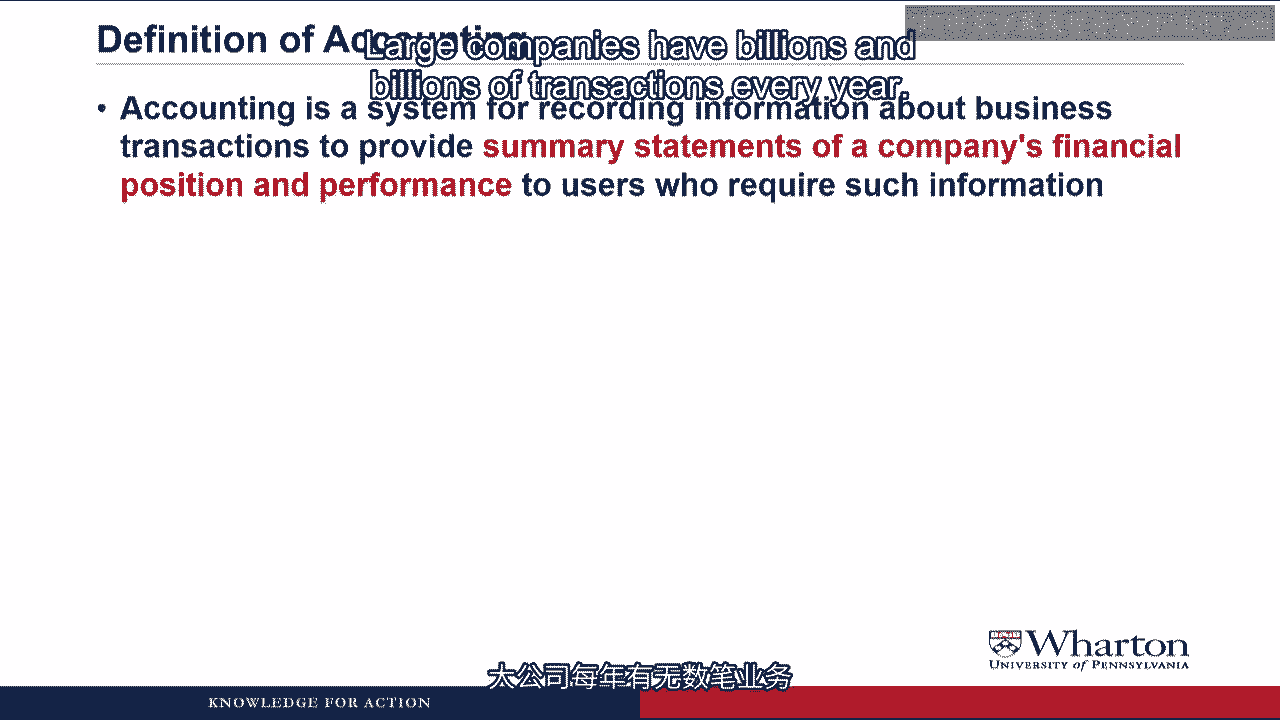 Definition of Accounting
Large companies have billions and
billions of transactions every year.
• Accounting is a system for recording information about business
transactions to provide summary statements of a company's financial
position and performance to users who require such information
Wharton
UNIVERSITY of PENNSYLVANIA
大公司每年有无数笔业务
KNOWLEDGE FOR ACTION